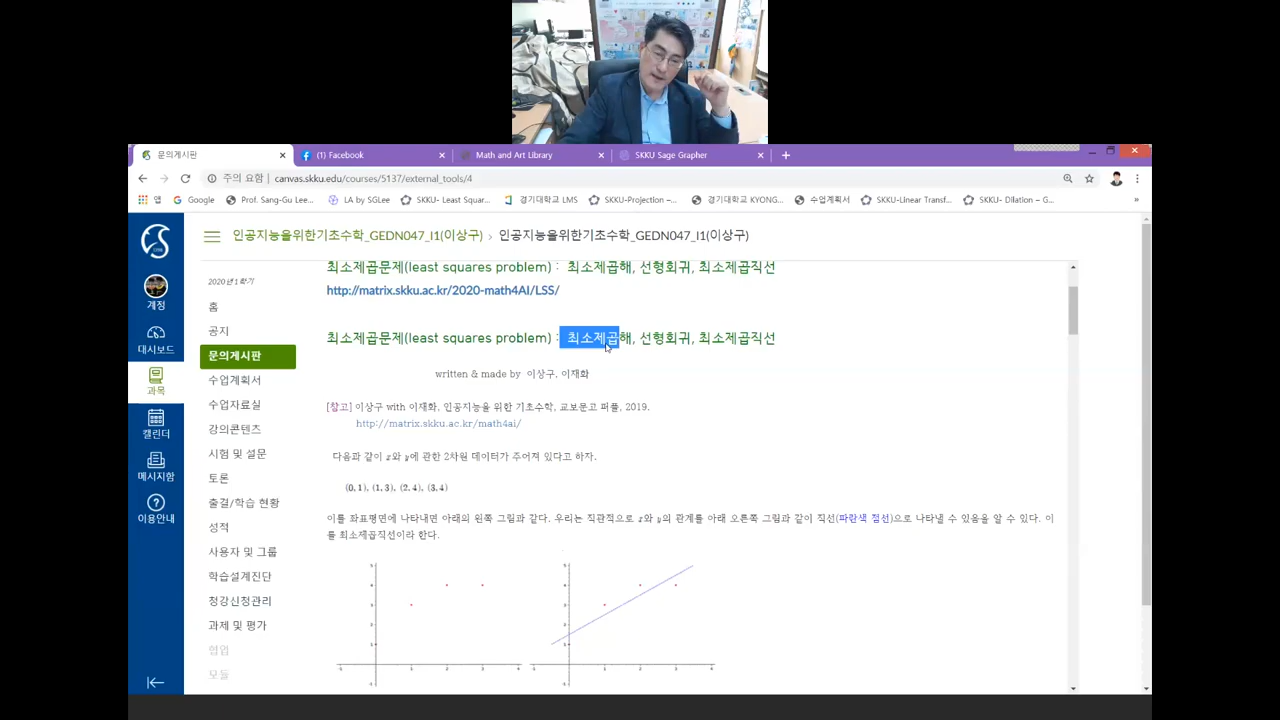 문의게시판
(1) Facebook
Math and Art Library
SKKU Sage Grapher
주의 요함 | canvas.skku.edu/courses/5137/external_tools/4
앱 Google Prof. Sang-Gu Lee... LA by SGLee SKKU- Least Squar... 경기대학교 LMS SKKU-Projection –... 경기대학교 KYONG... 수업계획서 SKKU-Linear Transf... SKKU- Dilation – G... »
인공지능을위한기초수학_GEDN047_I1(이상구) › 인공지능을위한기초수학_GEDN047_I1(이상구)
계정
대시보드
과목
캘린더
메시지함
이용안내
2020년 1학기
홈
공지
문의게시판
수업계획서
수업자료실
강의콘텐츠
시험 및 설문
토론
출결/학습 현황
성적
사용자 및 그룹
학습설계진단
청강신청관리
과제 및 평가
협업
모듈
최소제곱문제(least squares problem) : 최소제곱해, 선형회귀, 최소제곱직선
http://matrix.skku.ac.kr/2020-math4AI/LSS/
최소제곱문제(least squares problem) : 최소제곱해, 선형회귀, 최소제곱직선
written & made by 이상구, 이재화
[참고] 이상구 with 이재화, 인공지능을 위한 기초수학, 교보문고 퍼플, 2019.
http://matrix.skku.ac.kr/math4ai/
다음과 같이 x와 y에 관한 2차원 데이터가 주어져 있다고 하자.
(0, 1), (1, 3), (2, 4), (3, 4)
이를 좌표평면에 나타내면 아래의 왼쪽 그림과 같다. 우리는 직관적으로 x와 y의 관계를 아래 오른쪽 그림과 같이 직선(파란색 점선)으로 나타낼 수 있음을 알 수 있다. 이
를 최소제곱직선이라 한다.